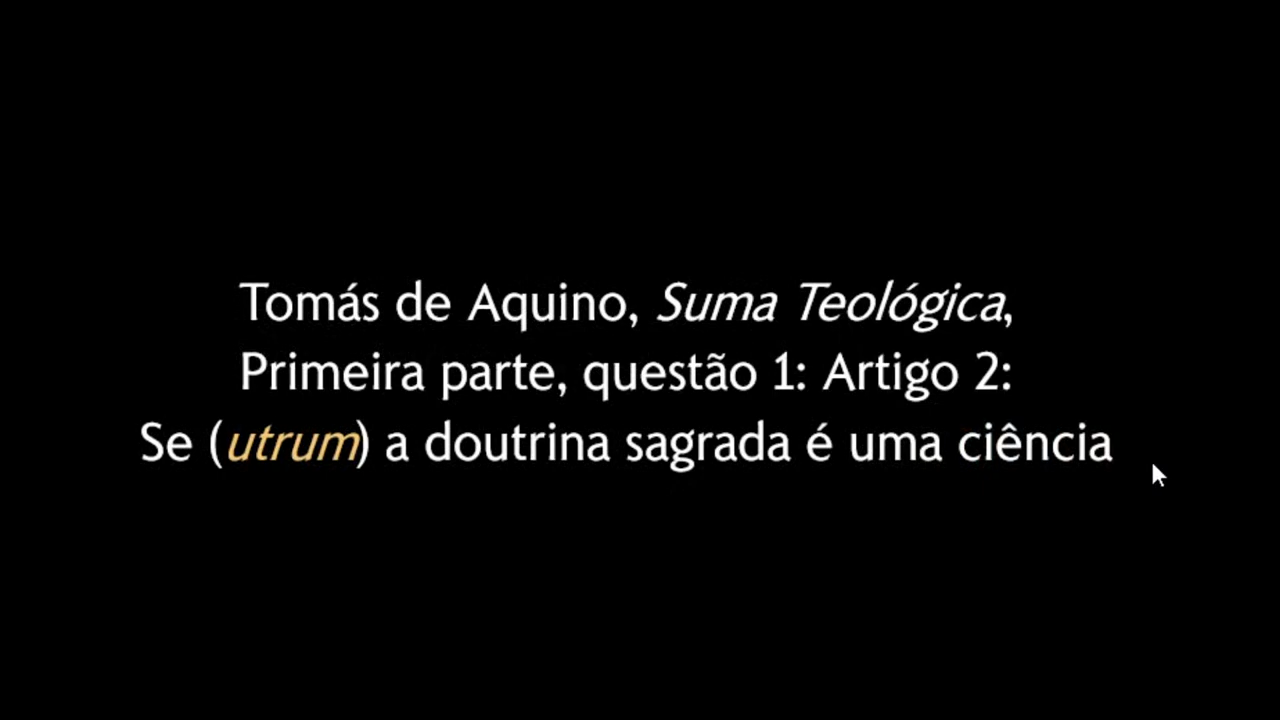 Tomás de Aquino, Suma Teológica,
Primeira parte, questão 1: Artigo 2:
Se (utrum) a doutrina sagrada é uma ciência